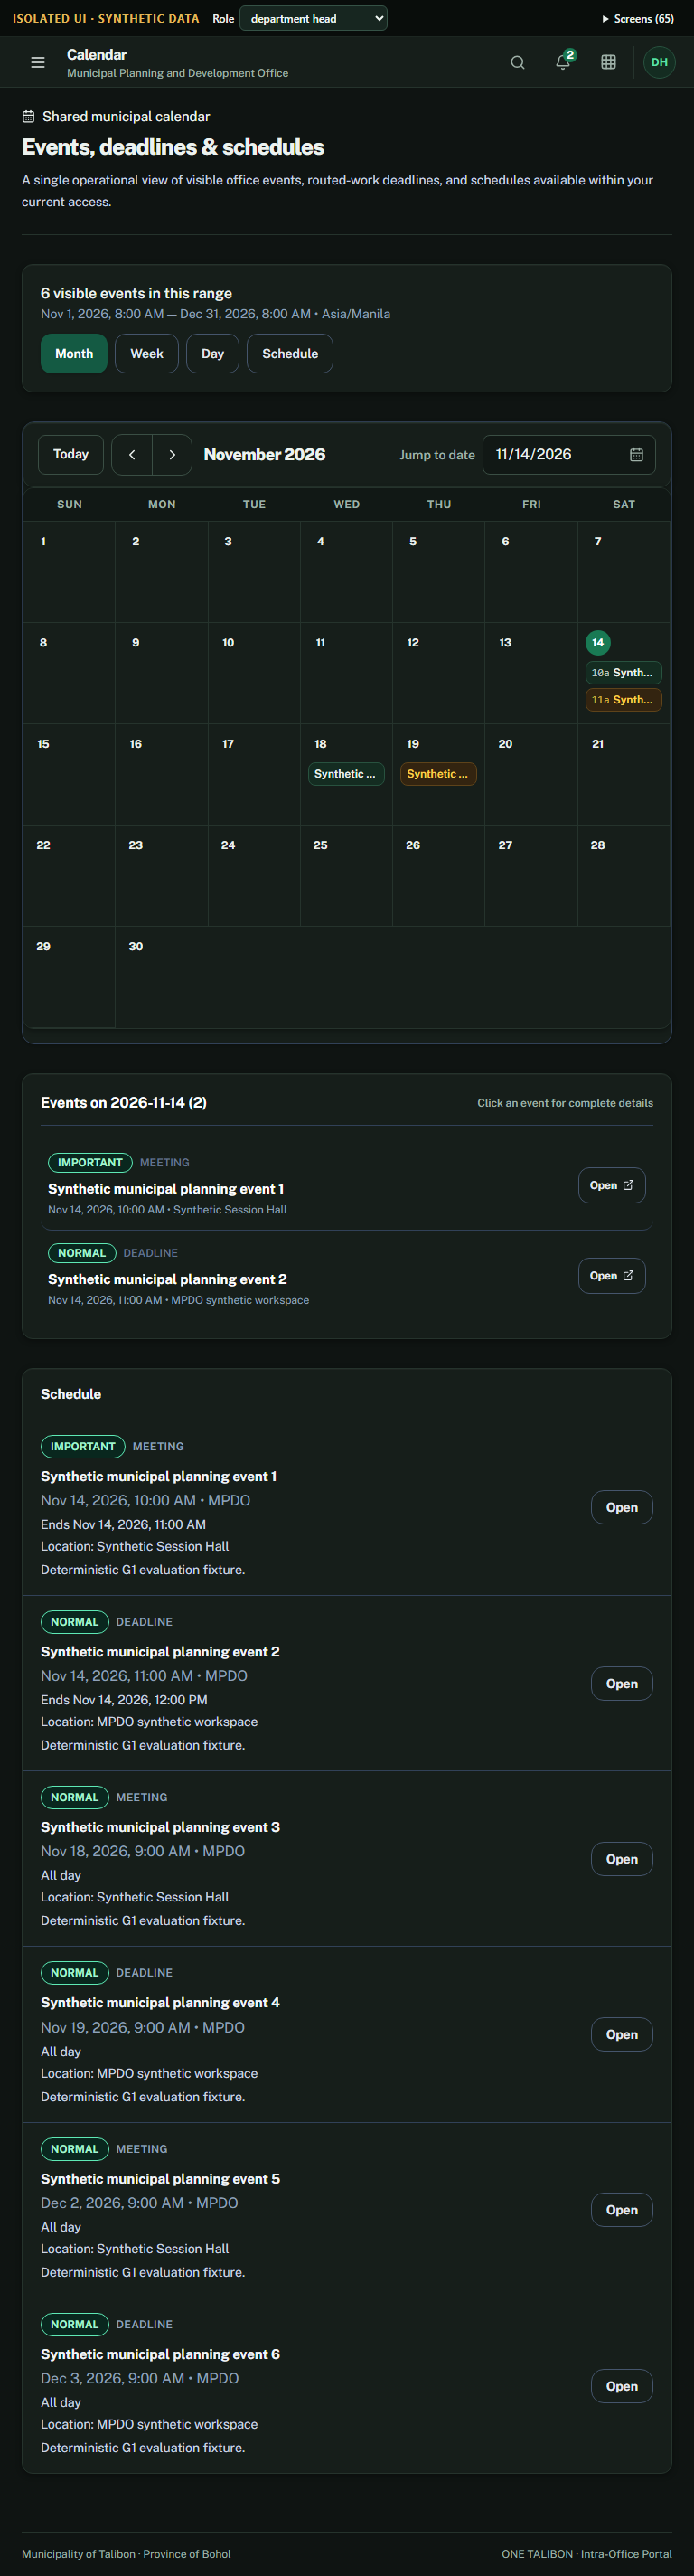 ISOLATED UI · SYNTHETIC DATA Role department head Screens (65)
Calendar
Municipal Planning and Development Office
2
DH
Shared municipal calendar
Events, deadlines & schedules
A single operational view of visible office events, routed-work deadlines, and schedules available within your
current access.
6 visible events in this range
Nov 1, 2026, 8:00 AM — Dec 31, 2026, 8:00 AM • Asia/Manila
Month Week Day Schedule
Today November 2026 Jump to date 11/14/2026
SUN MON TUE WED THU FRI SAT
1 2 3 4 5 6 7
8 9 10 11 12 13 14
10a Synth...
11a Synth...
15 16 17 18 19 20 21
Synthetic ... Synthetic ...
22 23 24 25 26 27 28
29 30
Events on 2026-11-14 (2) Click an event for complete details
IMPORTANT MEETING
Synthetic municipal planning event 1
Nov 14, 2026, 10:00 AM • Synthetic Session Hall
Open
NORMAL DEADLINE
Synthetic municipal planning event 2
Nov 14, 2026, 11:00 AM • MPDO synthetic workspace
Open
Schedule
IMPORTANT MEETING
Synthetic municipal planning event 1
Nov 14, 2026, 10:00 AM • MPDO
Ends Nov 14, 2026, 11:00 AM
Location: Synthetic Session Hall
Deterministic G1 evaluation fixture.
Open
NORMAL DEADLINE
Synthetic municipal planning event 2
Nov 14, 2026, 11:00 AM • MPDO
Ends Nov 14, 2026, 12:00 PM
Location: MPDO synthetic workspace
Deterministic G1 evaluation fixture.
Open
NORMAL MEETING
Synthetic municipal planning event 3
Nov 18, 2026, 9:00 AM • MPDO
All day
Location: Synthetic Session Hall
Deterministic G1 evaluation fixture.
Open
NORMAL DEADLINE
Synthetic municipal planning event 4
Nov 19, 2026, 9:00 AM • MPDO
All day
Location: MPDO synthetic workspace
Deterministic G1 evaluation fixture.
Open
NORMAL MEETING
Synthetic municipal planning event 5
Dec 2, 2026, 9:00 AM • MPDO
All day
Location: Synthetic Session Hall
Deterministic G1 evaluation fixture.
Open
NORMAL DEADLINE
Synthetic municipal planning event 6
Dec 3, 2026, 9:00 AM • MPDO
All day
Location: MPDO synthetic workspace
Deterministic G1 evaluation fixture.
Open
Municipality of Talibon · Province of Bohol ONE TALIBON · Intra-Office Portal